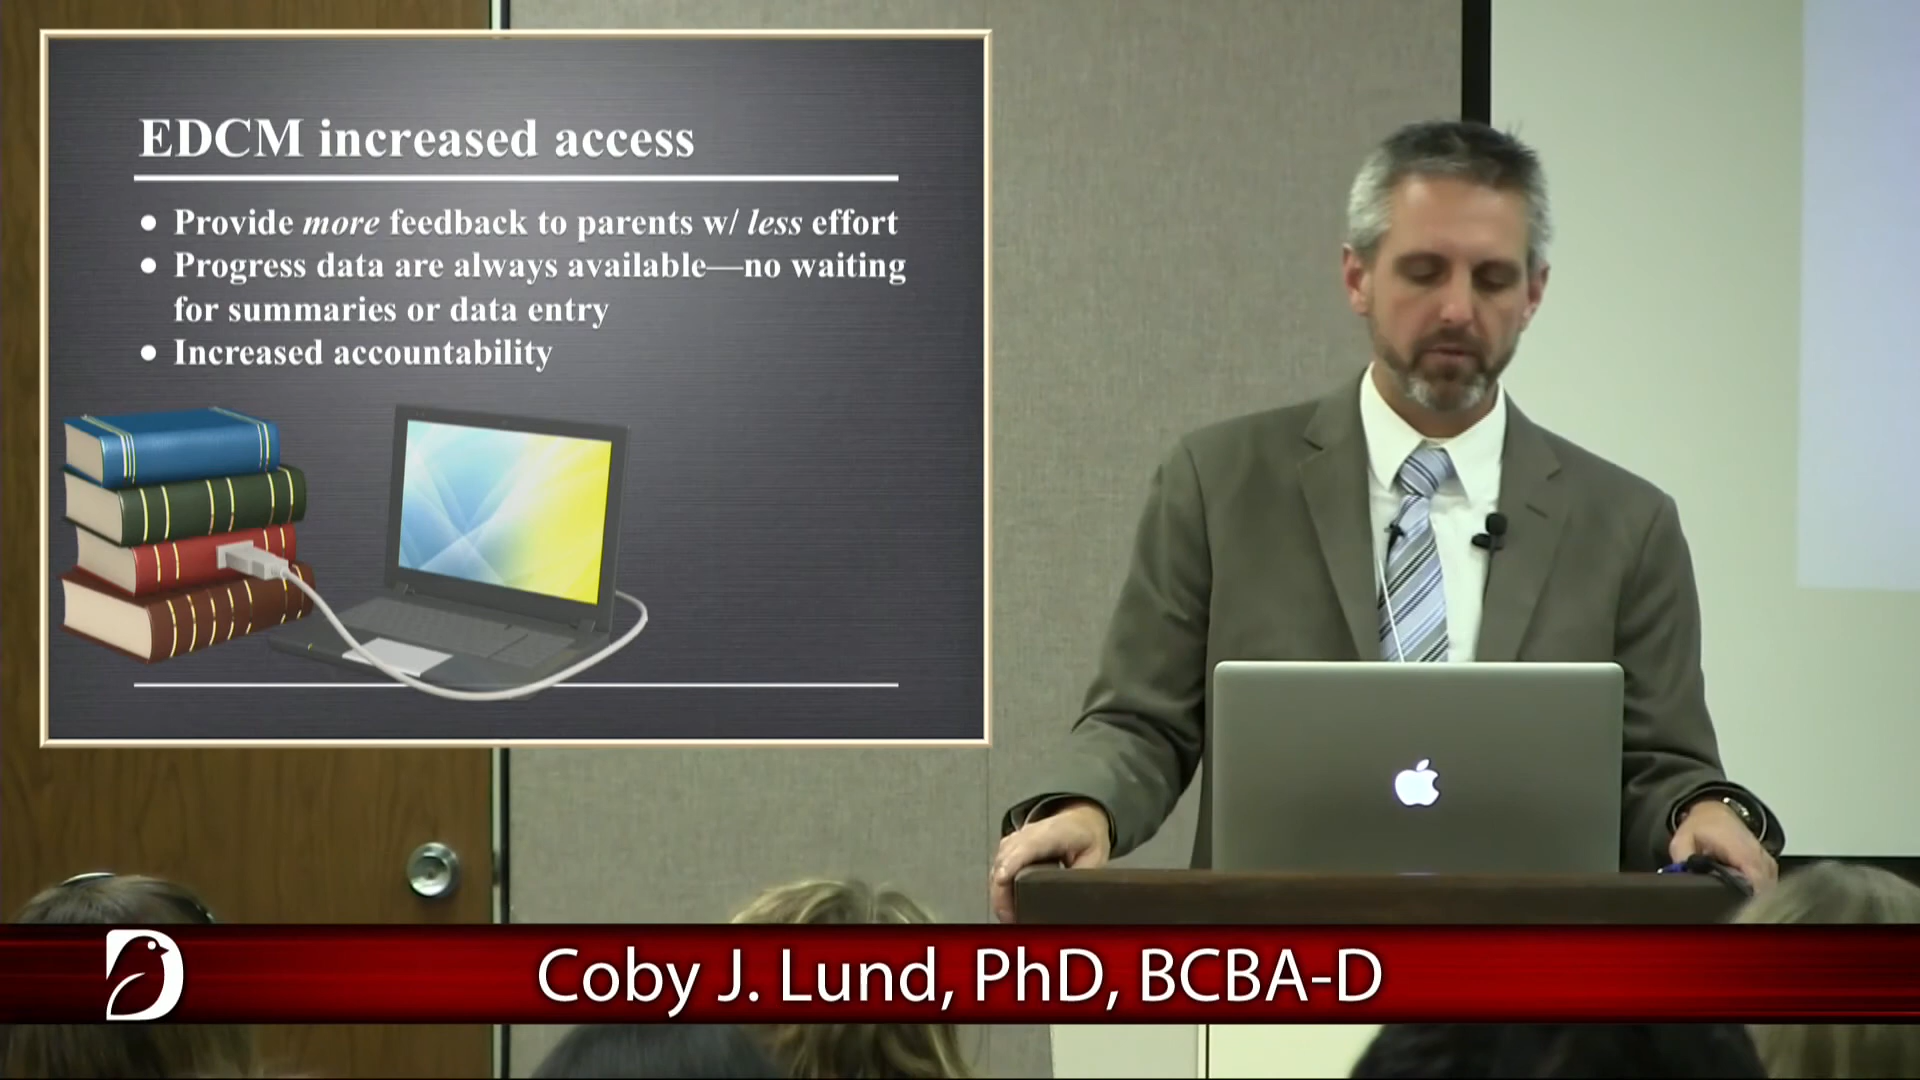 EDCM increased access
• Provide more feedback to parents w/ less effort
• Progress data are always available—no waiting
for summaries or data entry
• Increased accountability
Coby J. Lund, PhD, BCBA-D